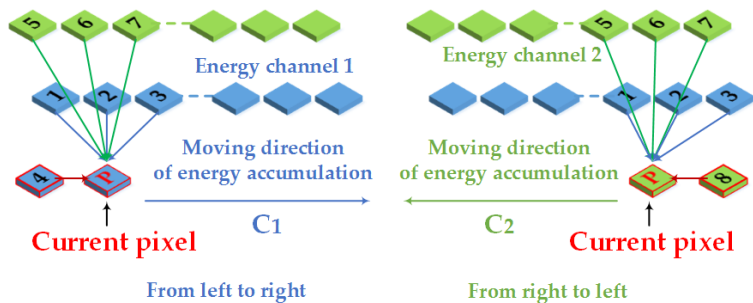 5 6 7
5 6 7
Energy channel 1
Energy channel 2
1 2 3
1 2 3
Moving direction
of energy accumulation
Moving direction
of energy accumulation
4 P
P 8
C1
C2
Current pixel
Current pixel
From left to right
From right to left